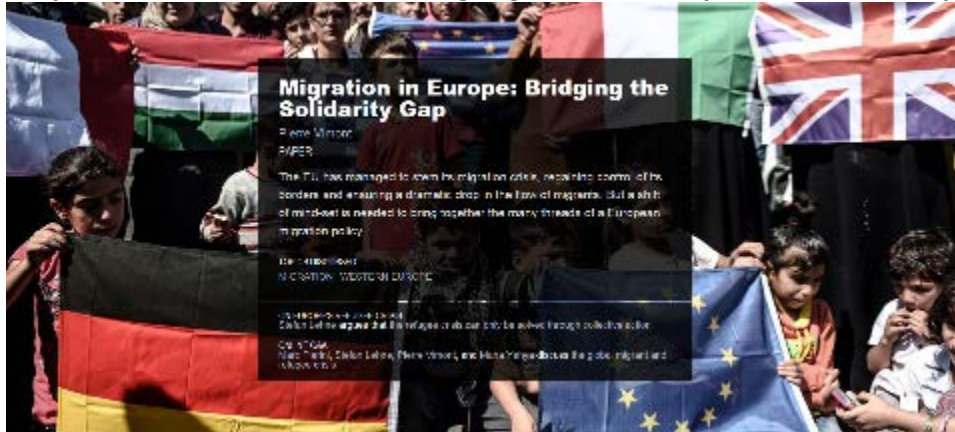 Migration in Europe: Bridging the
Solidarity Gap
Pierre Vimont
PAPER
The EU has managed to stem its migration crisis, regaining control of its
borders and ensuring a dramatic drop in the flow of migrants. But a shift
of mind-set is needed to bring together the many threads of a European
migration policy.
MIGRATION WESTERN EUROPE
Stefan Lehne argues that the refugee crisis can only be solved through collective action
Marc Pierini, Stefan Lehne, Pierre Vimont, and Maha Yahya discuss the global migrant and
refugee crisis